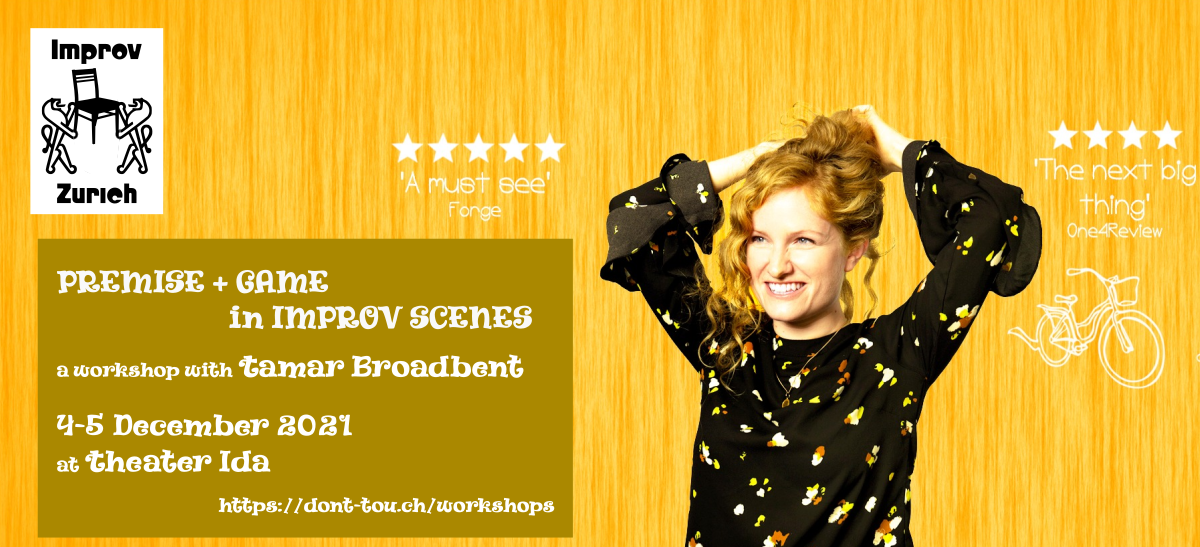 Improv
Zurich
★★★★★
'A must see'
Forge
★★★★
'The next big
thing'
One4Review
PREMISE + GAME
in IMPROV SCENES
a workshop with tamar Broadbent
4-5 December 2021
at theater Ida
https://dont-tou.ch/workshops